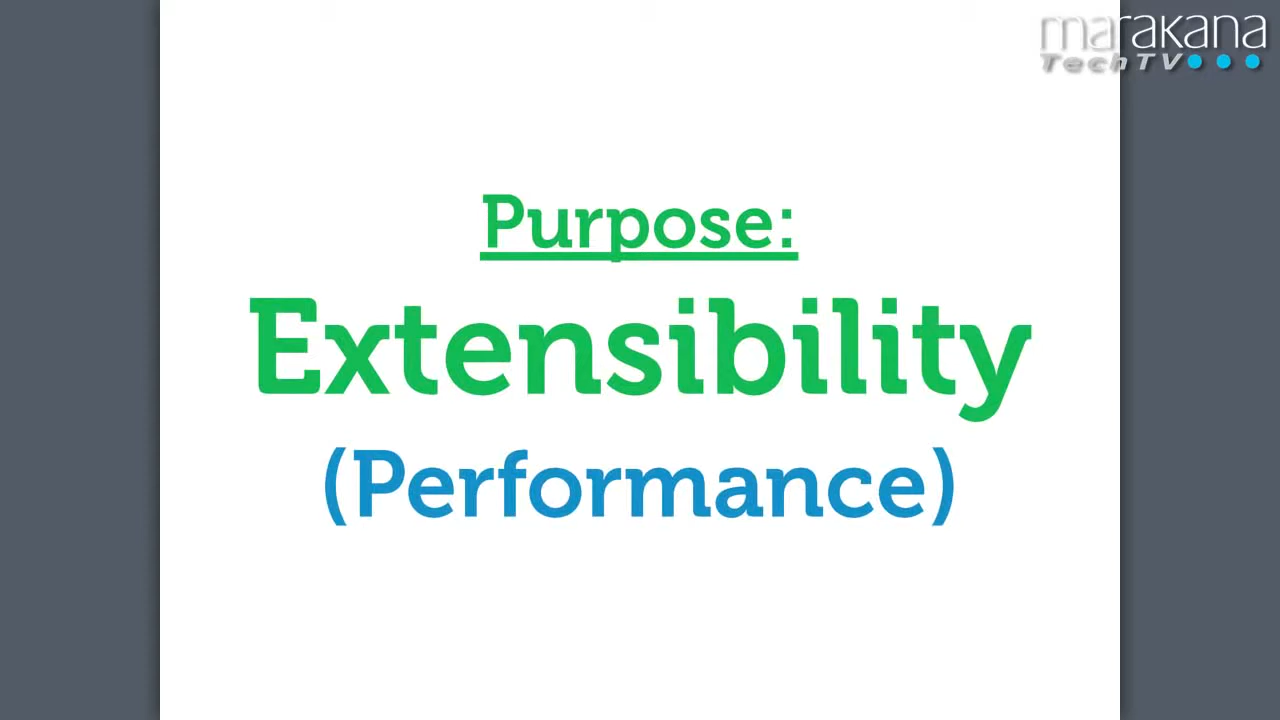 marakana
TechTV
Purpose:
Extensibility
(Performance)